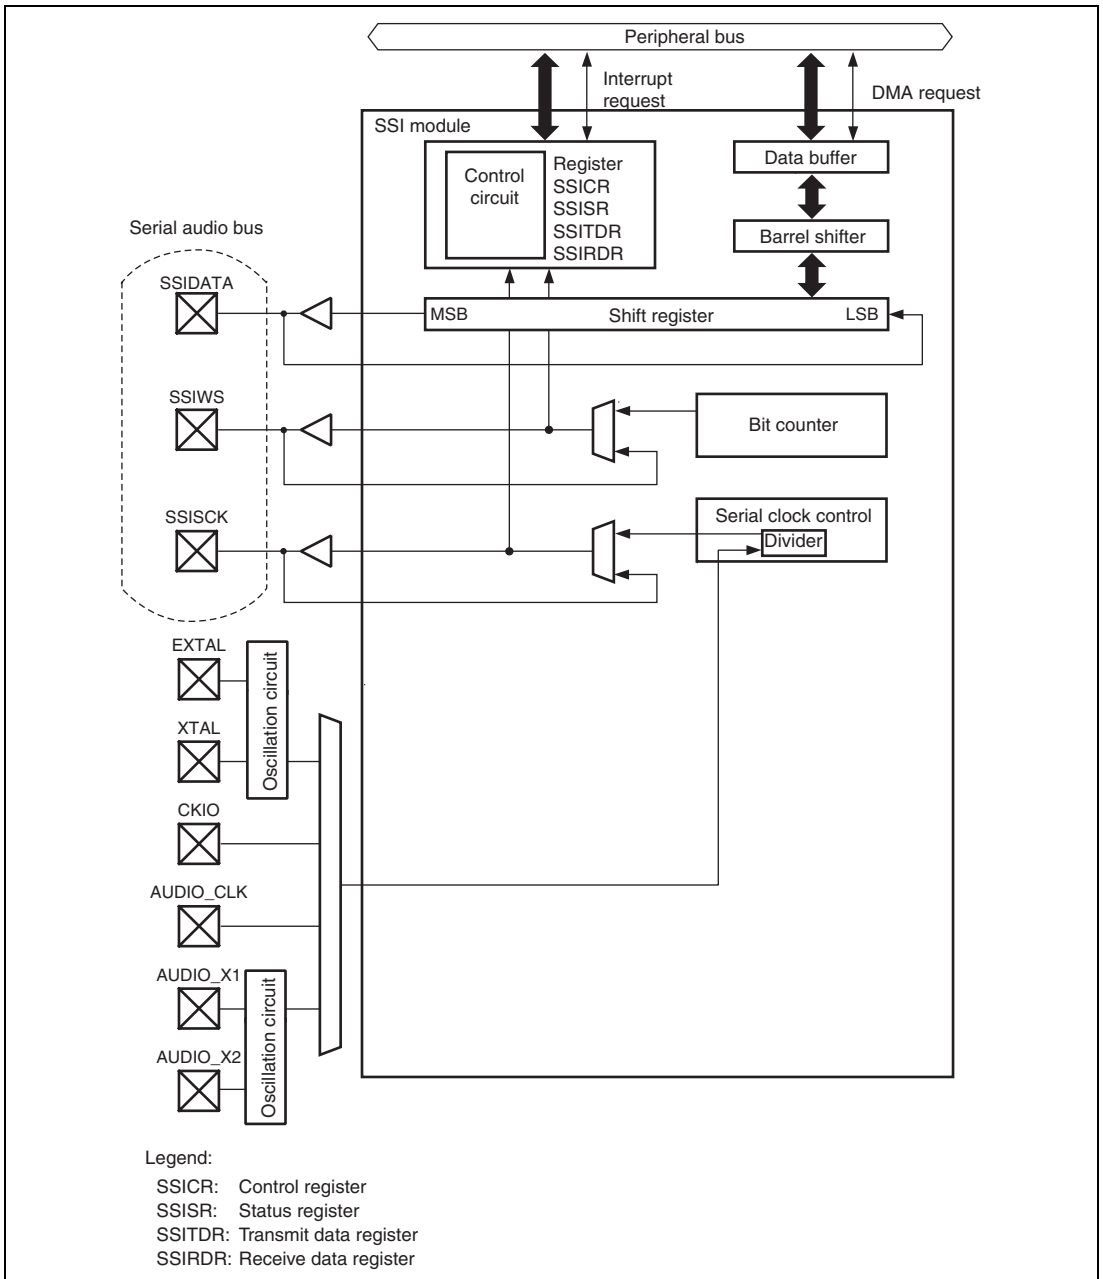 Peripheral bus
Interrupt
request
DMA request
SSI module
Control
circuit
Register
SSICR
SSISR
SSITDR
SSIRDR
Data buffer
Barrel shifter
Serial audio bus
SSIDATA
MSB
Shift register
LSB
SSIWS
Bit counter
SSISCK
Serial clock control
Divider
EXTAL
XTAL
Oscillation circuit
CKIO
AUDIO_CLK
AUDIO_X1
AUDIO_X2
Oscillation circuit
Legend:
SSICR: Control register
SSISR: Status register
SSITDR: Transmit data register
SSIRDR: Receive data register